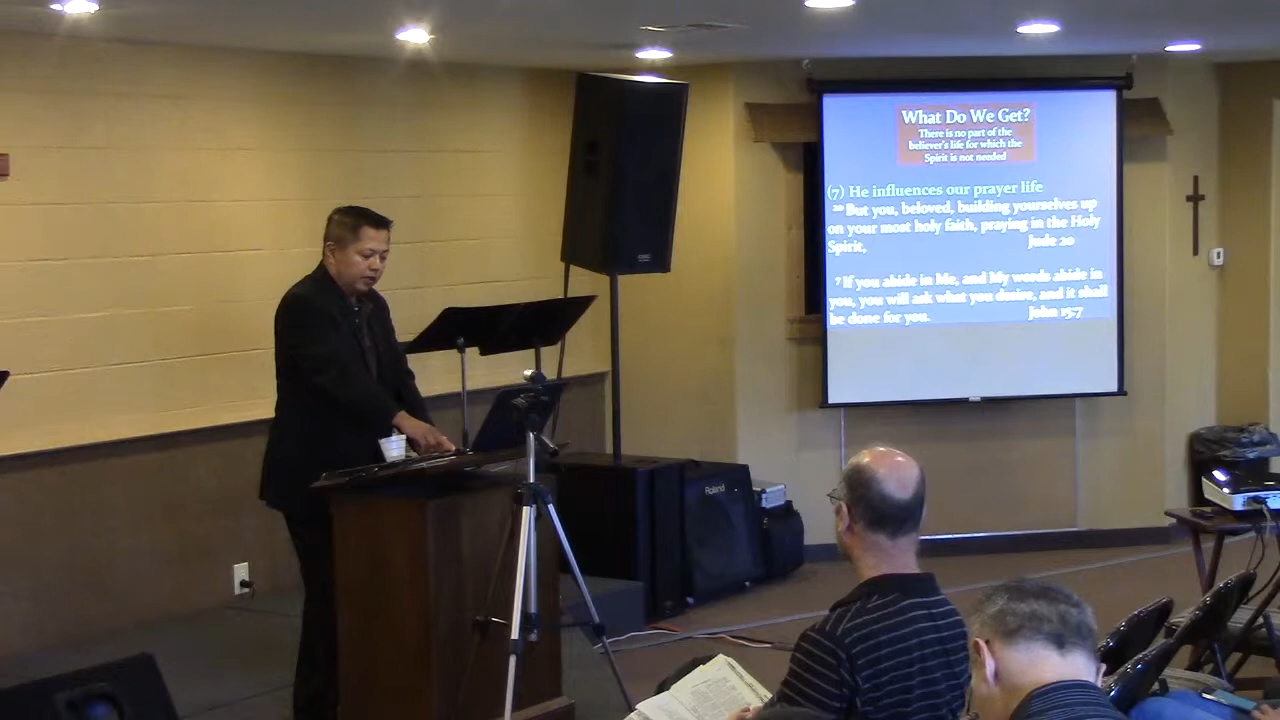 What Do We Get?
There is no part of the
believer's life for which the
Spirit is not needed
(7) He influences our prayer life
20 But you, beloved, building yourselves up
on your most holy faith, praying in the Holy
Spirit, Jude 20
7 If you abide in Me, and My words abide in
you, you will ask what you desire, and it shall
be done for you. John 15:7
Roland